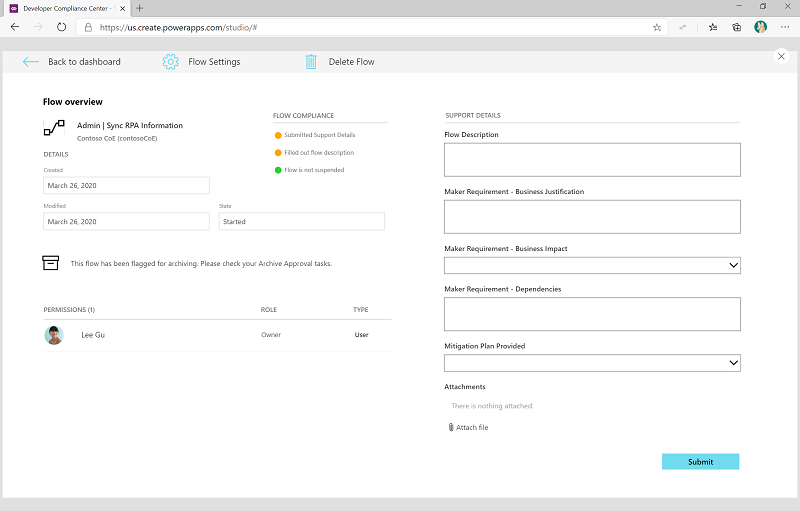 Developer Compliance Center - S
https://us.create.powerapps.com/studio/#
Back to dashboard
Flow Settings
Delete Flow
Flow overview
Admin | Sync RPA Information
Contoso CoE (contosoCoE)
DETAILS
Created
March 26, 2020
Modified
March 26, 2020
State
Started
FLOW COMPLIANCE
Submitted Support Details
Filled out flow description
Flow is not suspended
This flow has been flagged for archiving. Please check your Archive Approval tasks.
PERMISSIONS (1)
ROLE
TYPE
Lee Gu
Owner
User
SUPPORT DETAILS
Flow Description
Maker Requirement - Business Justification
Maker Requirement - Business Impact
Maker Requirement - Dependencies
Mitigation Plan Provided
Attachments
There is nothing attached.
Attach file
Submit